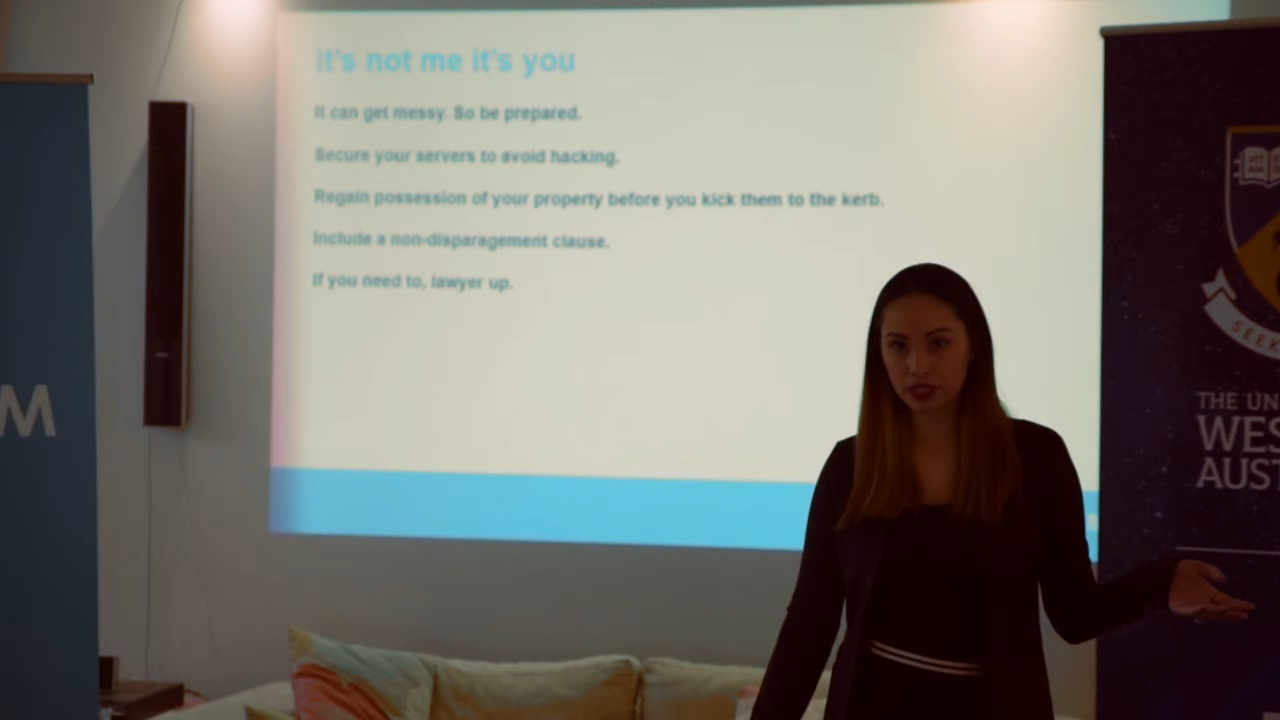 It's not me it's you
It can get messy. So be prepared.
Secure your servers to avoid hacking.
Regain possession of your property before you kick them to the kerb.
Include a non-disparagement clause.
If you need to, lawyer up.
M
SEEK
THE UN
WES
AUST